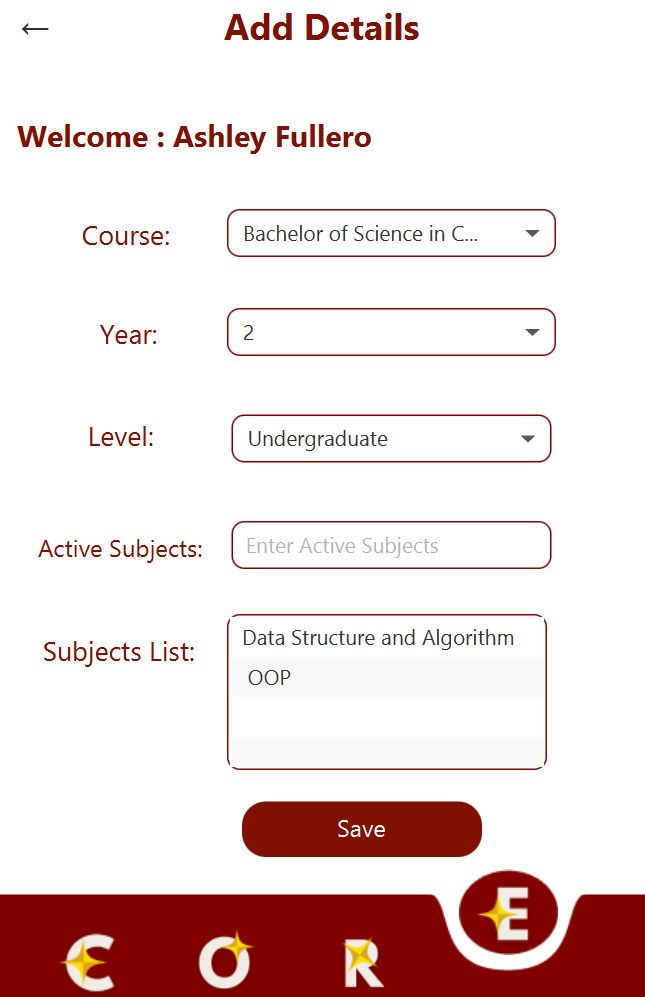 ←
Add Details
Welcome : Ashley Fullero
Course:
Bachelor of Science in C...
Year:
2
Level:
Undergraduate
Active Subjects:
Enter Active Subjects
Subjects List:
Data Structure and Algorithm
OOP
Save
C O R E